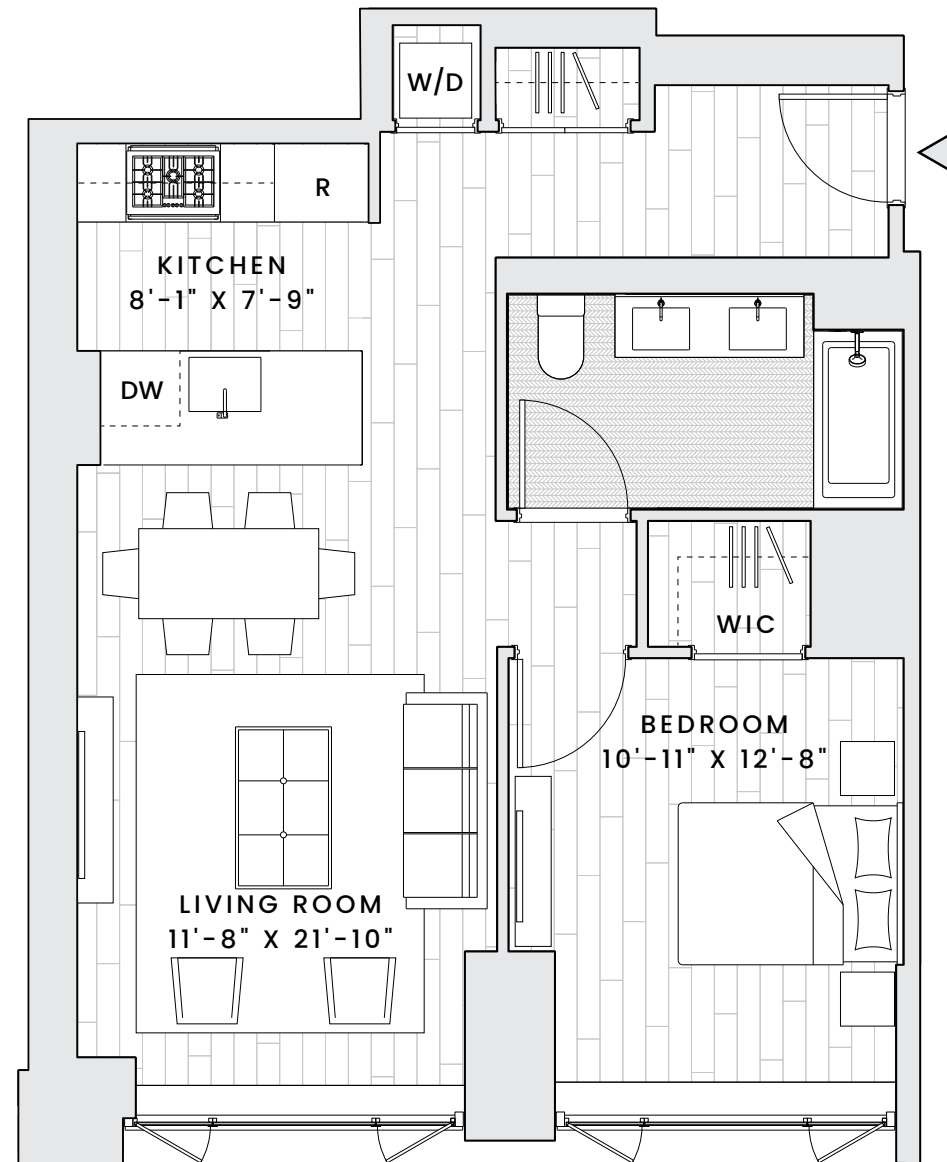 W/D
R
KITCHEN
8'-1" X 7'-9"
DW
WIC
BEDROOM
10'-11" X 12'-8"
LIVING ROOM
11'-8" X 21'-10"